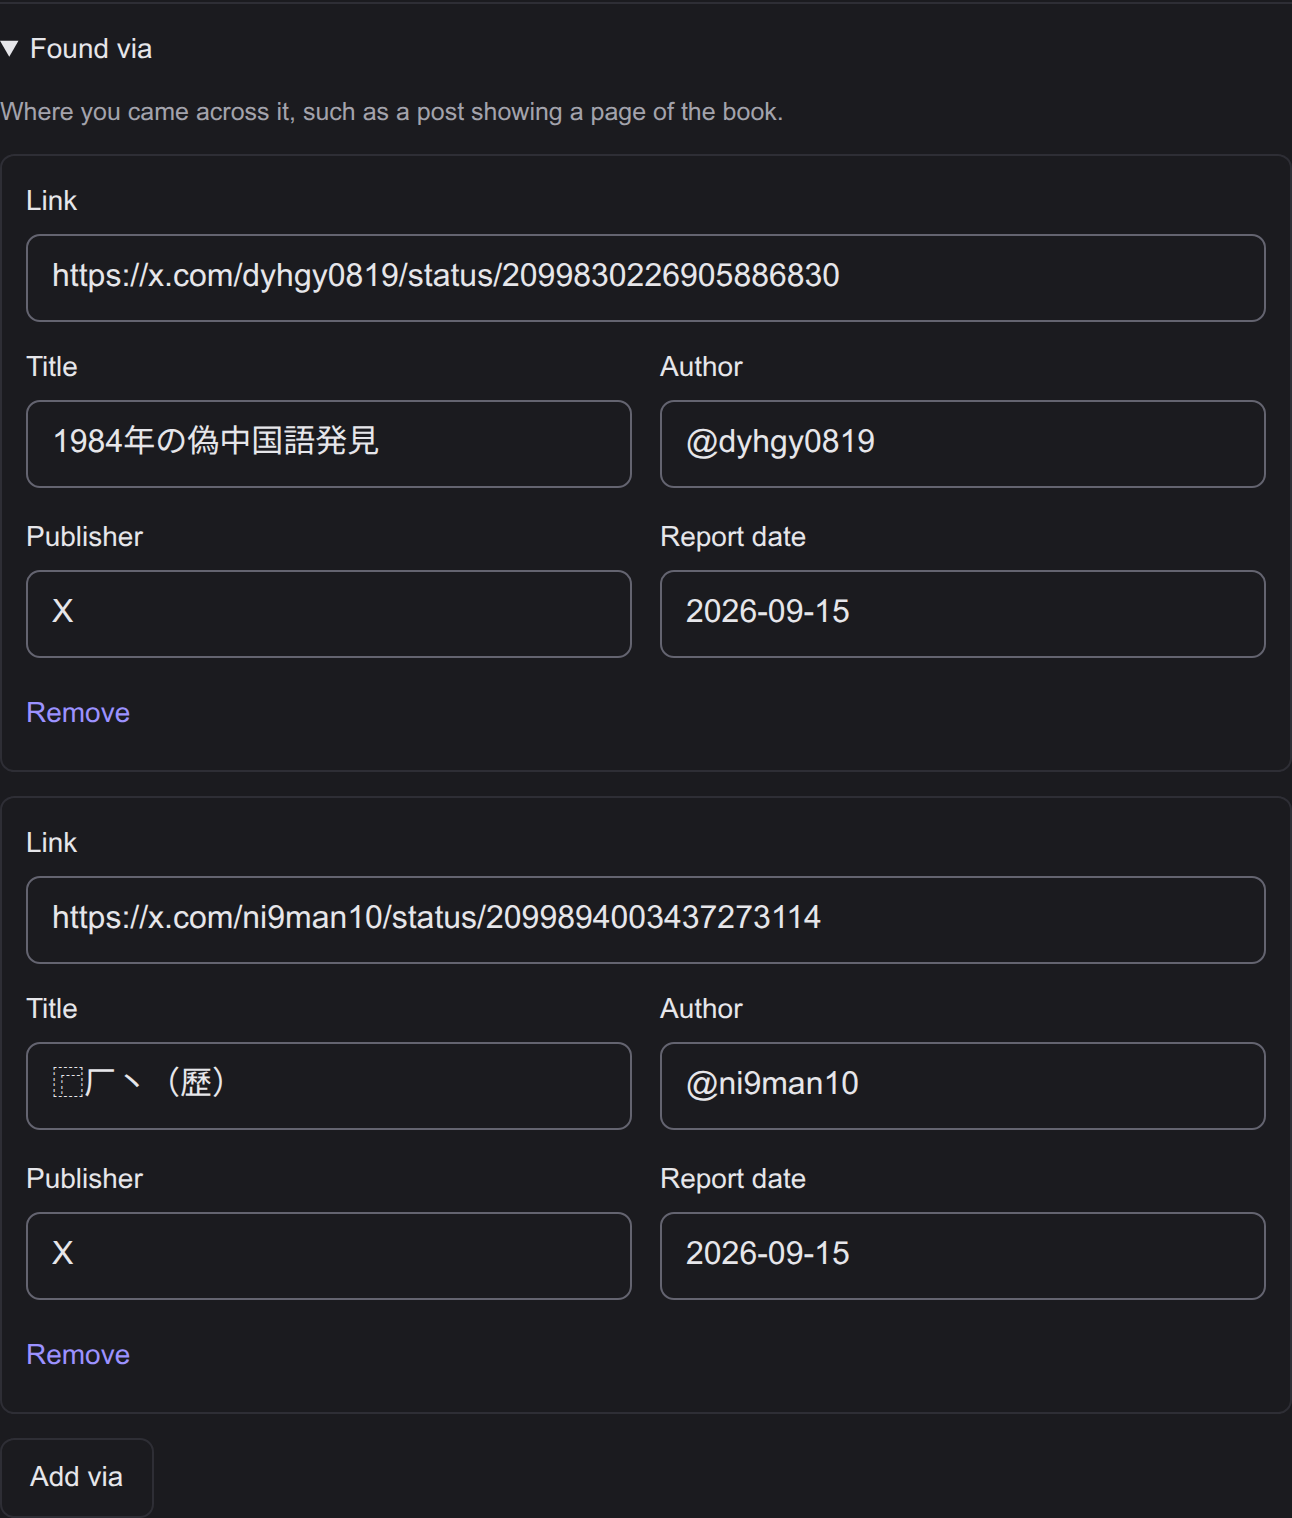 Found via
Where you came across it, such as a post showing a page of the book.
Link
https://x.com/dyhgy0819/status/2099830226905886830
Title
Author
1984年の偽中国語発見
@dyhgy0819
Publisher
Report date
X
2026-09-15
Remove
Link
https://x.com/ni9man10/status/2099894003437273114
Title
Author
⿸⺁丶（歷）
@ni9man10
Publisher
Report date
X
2026-09-15
Remove
Add via